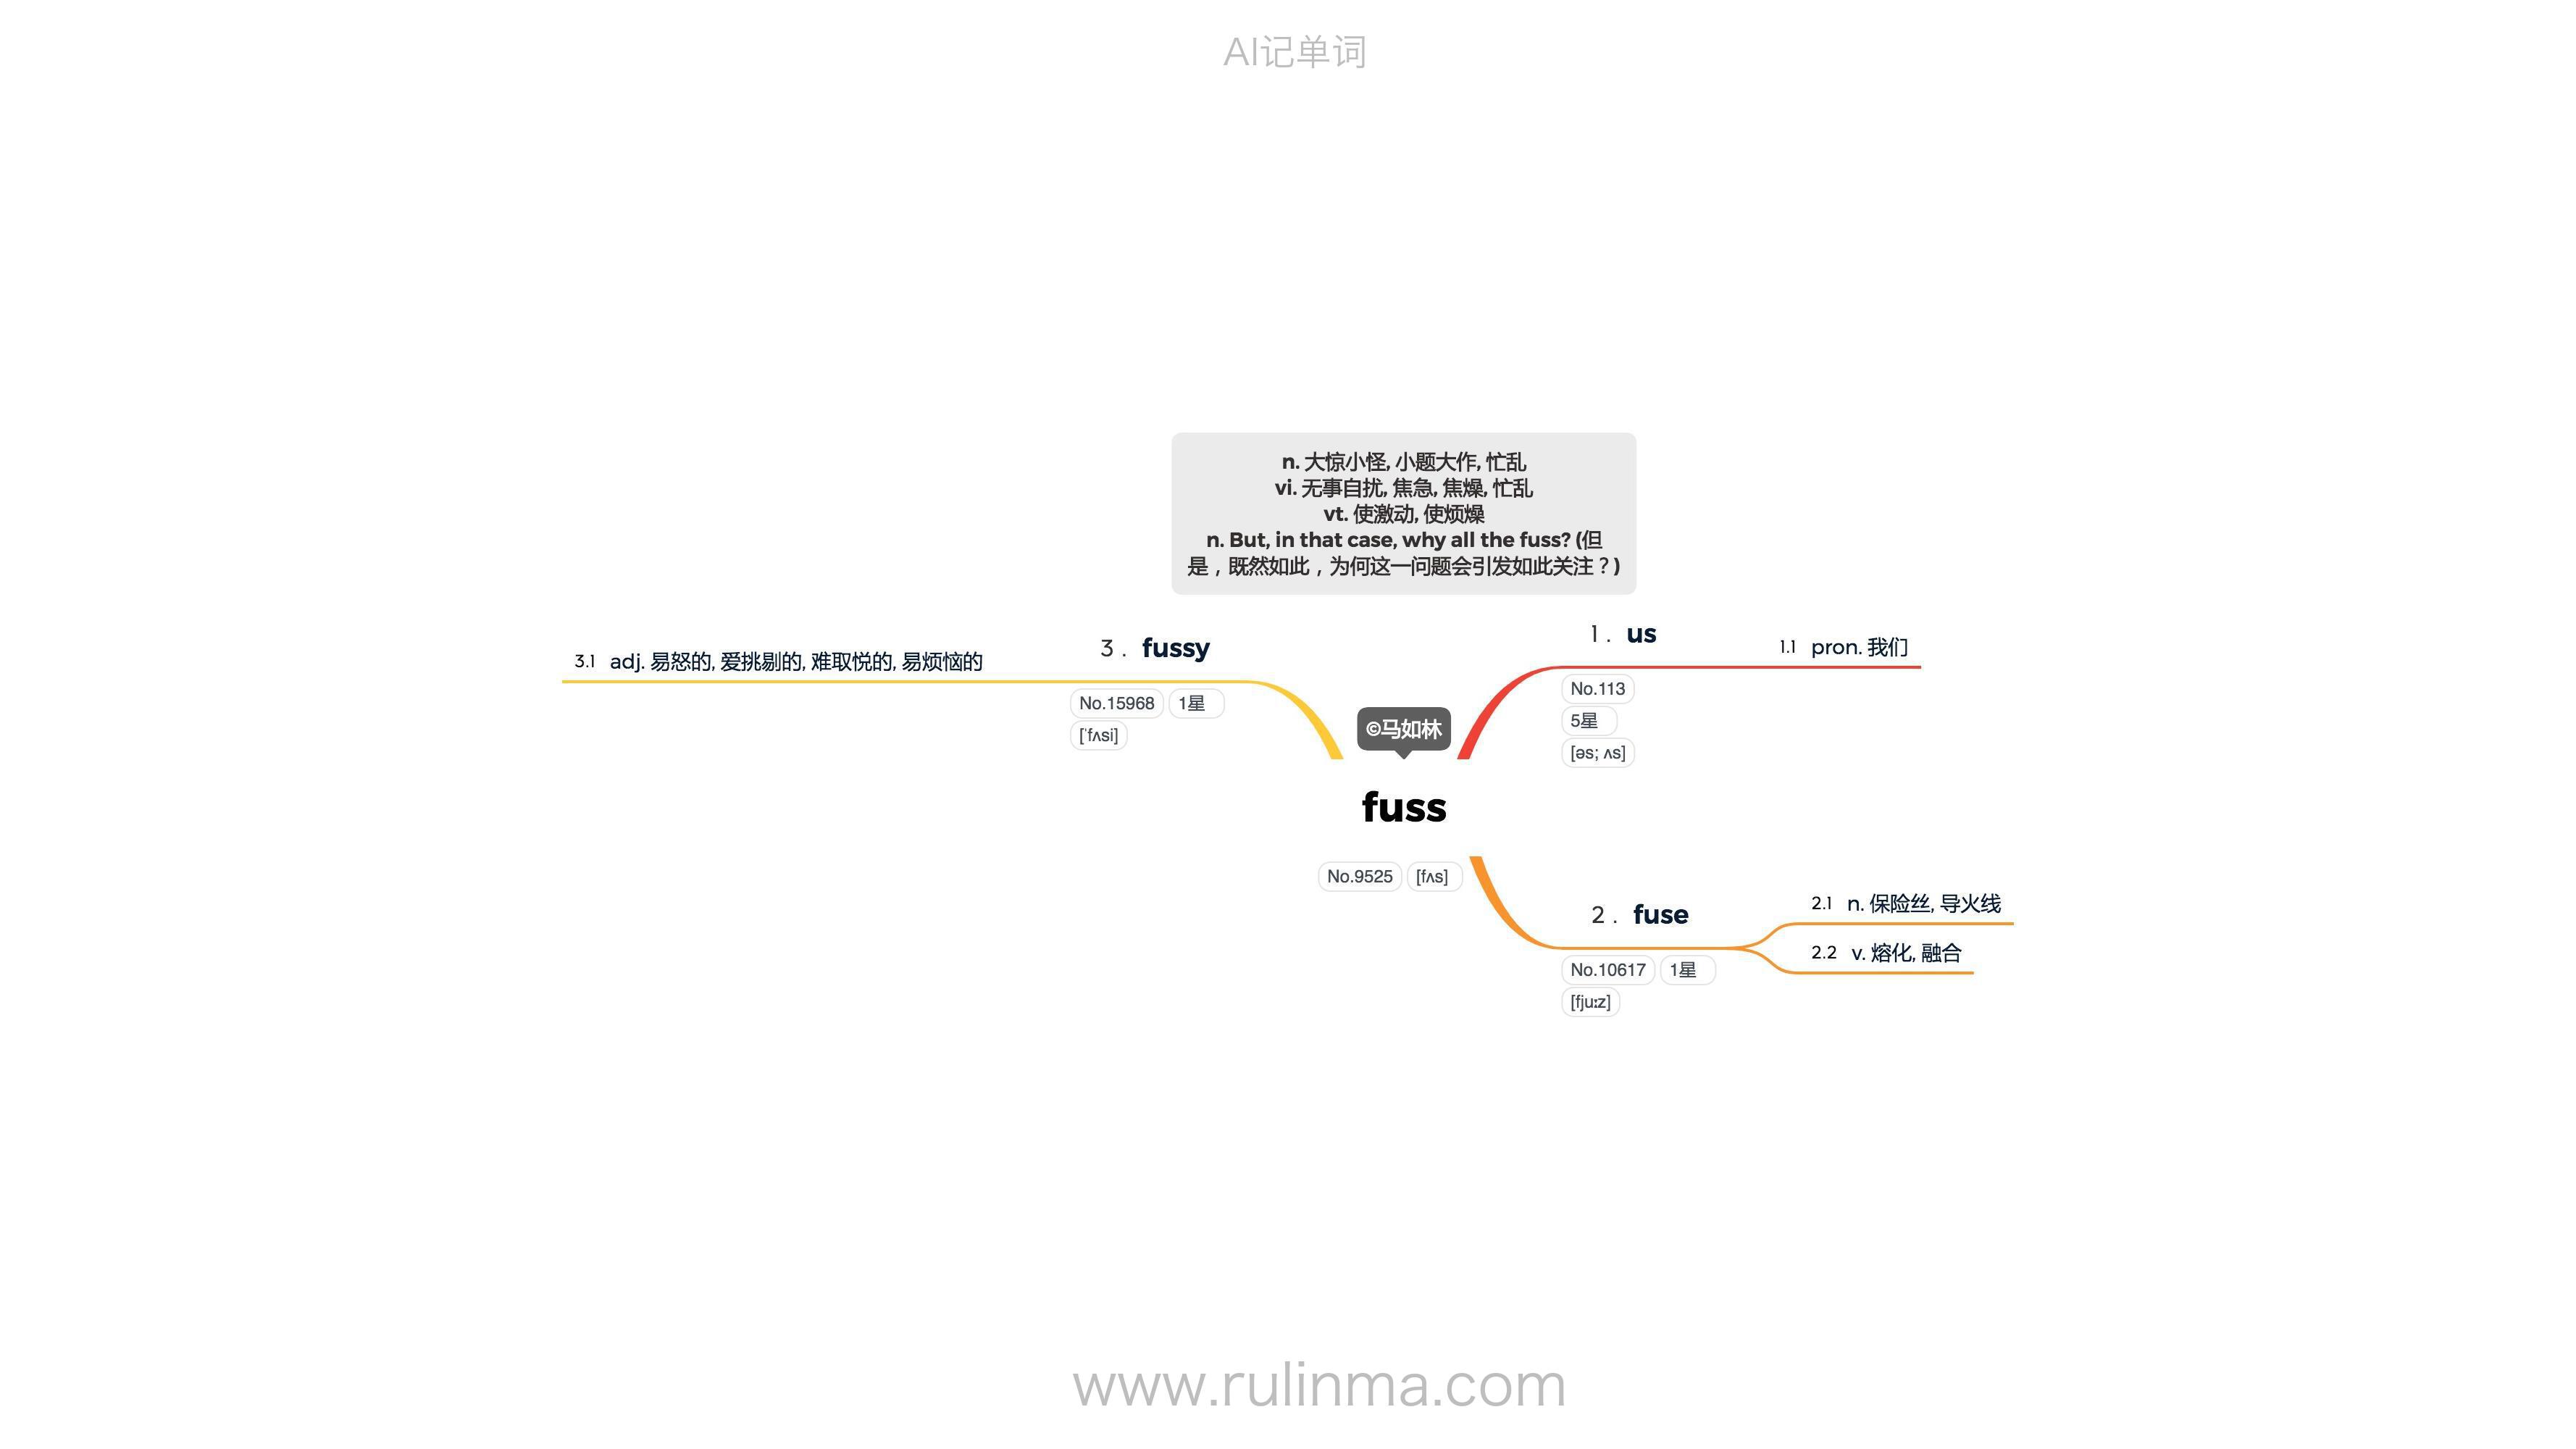 AI记单词
n. 大惊小怪, 小题大作, 忙乱
vi. 无事自扰, 焦急, 焦燥, 忙乱
vt. 使激动, 使烦燥
n. But, in that case, why all the fuss? (但
是，既然如此，为何这一问题会引发如此关注？)
©马如林
fuss
No.9525 [fʌs]
1. us
1.1 pron. 我们
No.113
5星
[əs; ʌs]
2. fuse
2.1 n. 保险丝, 导火线
2.2 v. 熔化, 融合
No.10617 1星
[fjuːz]
3. fussy
3.1 adj. 易怒的, 爱挑剔的, 难取悦的, 易烦恼的
No.15968 1星
['fʌsi]
www.rulinma.com